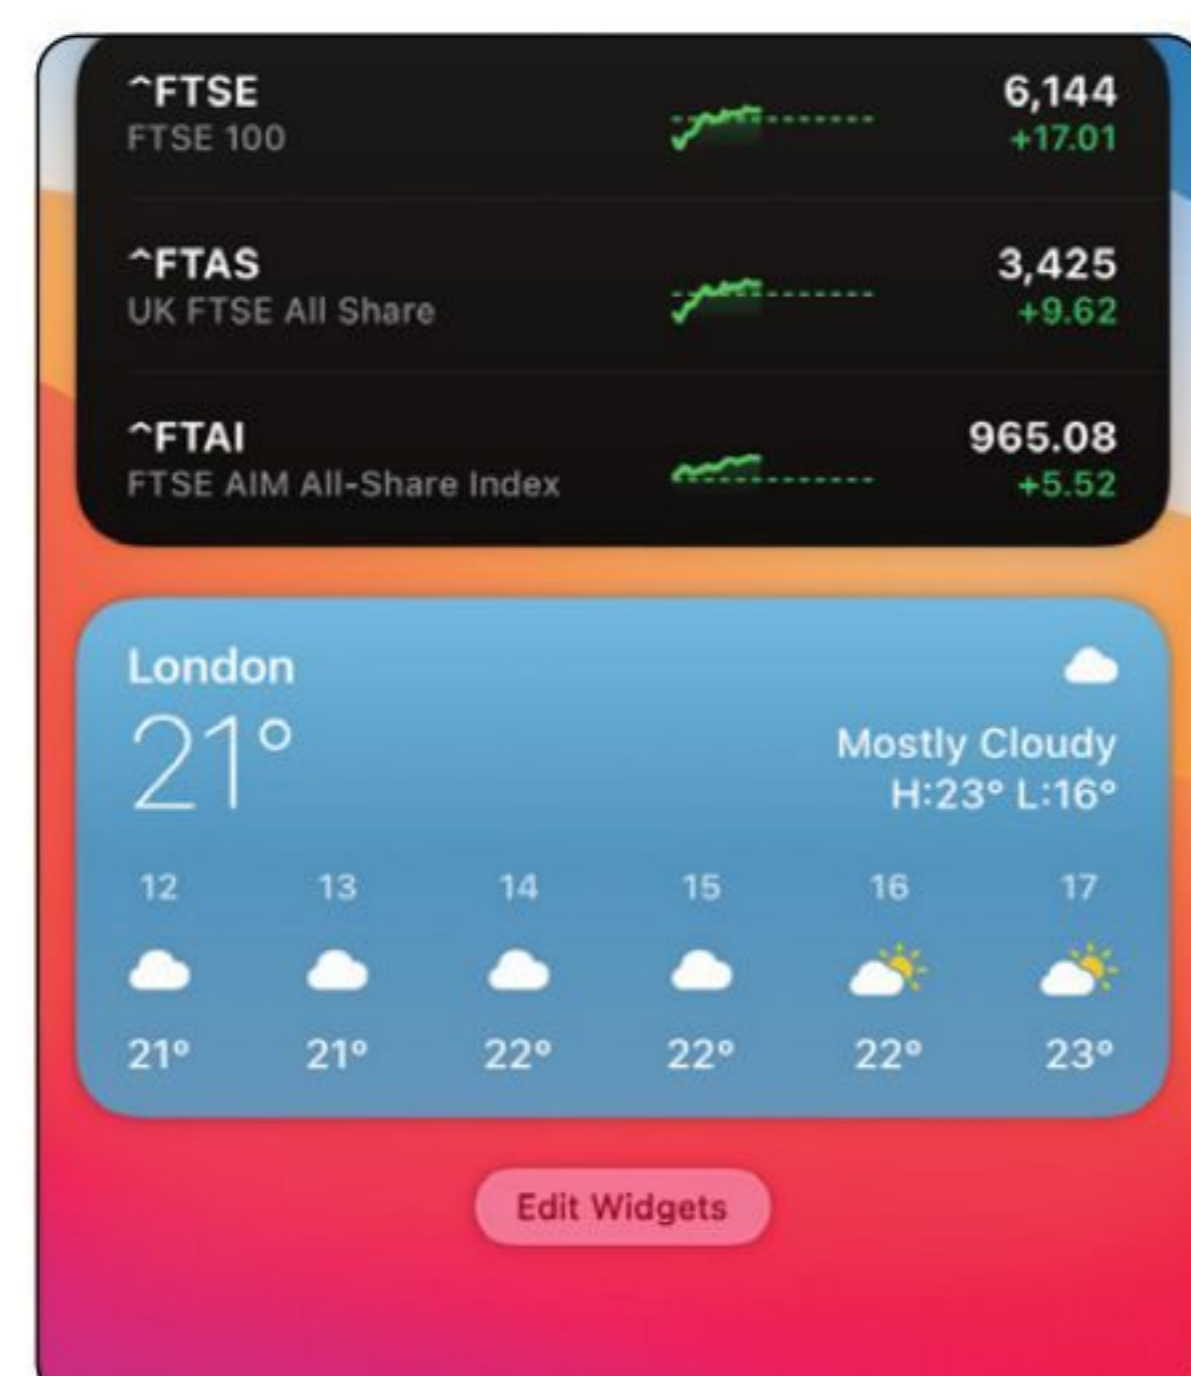 ^FTSE 6,144
FTSE 100 +17.01
^FTAS 3,425
UK FTSE All Share +9.62
^FTAI 965.08
FTSE AIM All-Share Index +5.52
London
21°
Mostly Cloudy
H:23° L:16°
12 13 14 15 16 17
21° 21° 22° 22° 22° 23°
Edit Widgets